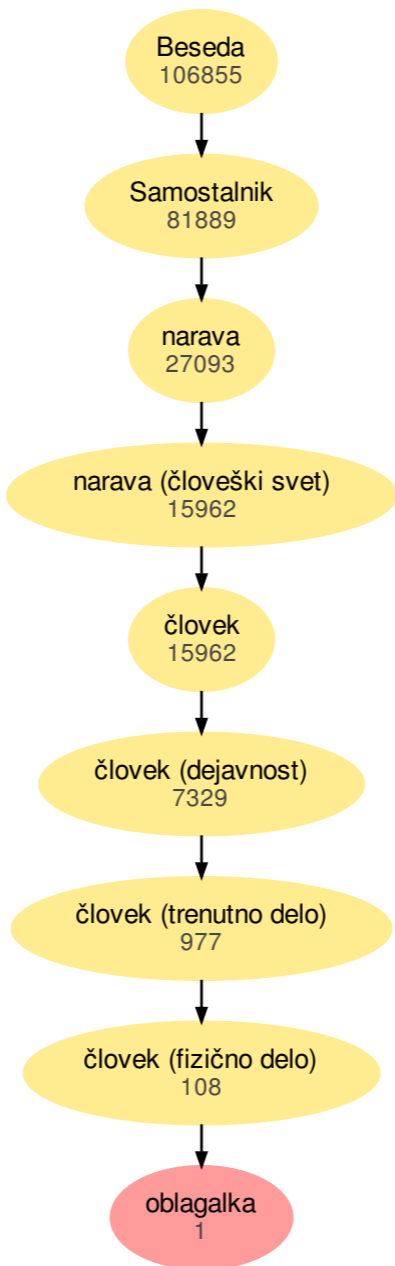 Beseda
106855
Samostalnik
81889
narava
27093
narava (človeški svet)
15962
človek
15962
človek (dejavnost)
7329
človek (trenutno delo)
977
človek (fizično delo)
108
oblagalka
1